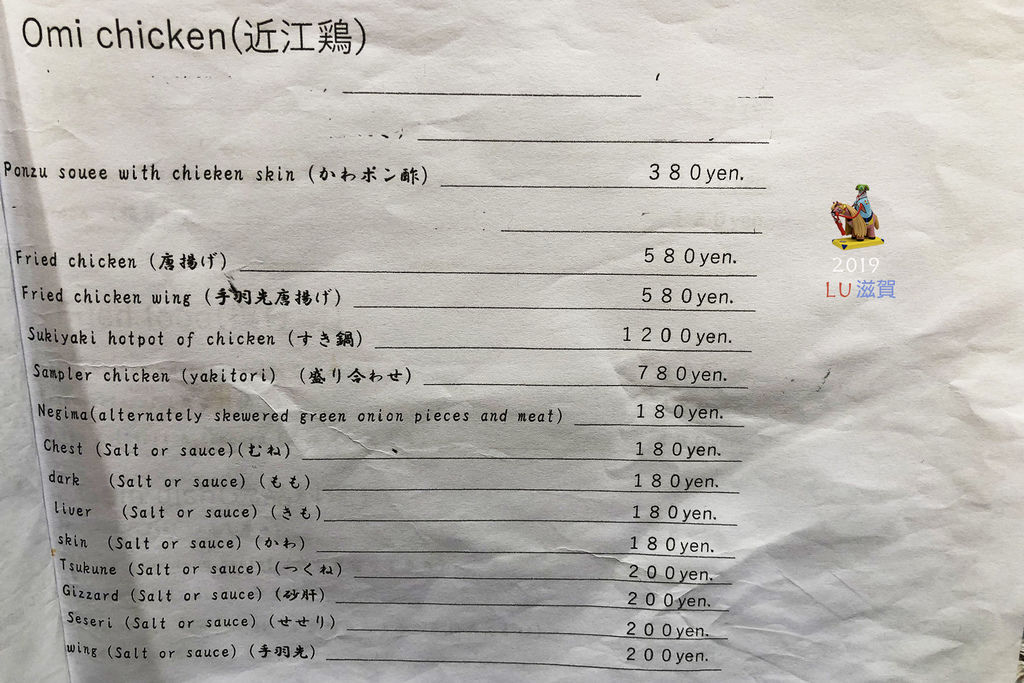 Omi chicken(近江鶏)
Ponzu souee with chieken skin (かわポン酢) 380yen.
Fried chicken (唐揚げ) 580yen.
Fried chicken wing (手羽先唐揚げ) 580yen.
Sukiyaki hotpot of chicken (すき鍋) 1200yen.
Sampler chicken (yakitori) (盛り合わせ) 780yen.
Negima(alternately skewered green onion pieces and meat) 180yen.
Chest (Salt or sauce)(むね) 180yen.
dark (Salt or sauce) (もも) 180yen.
liver (Salt or sauce) (きも) 180yen.
skin (Salt or sauce) (かわ) 180yen.
Tsukune (Salt or sauce) (つくね) 200yen.
Gizzard (Salt or sauce) (砂肝) 200yen.
Seseri (Salt or sauce) (せせり) 200yen.
wing (Salt or sauce) (手羽先) 200yen.
2019
LU 滋賀